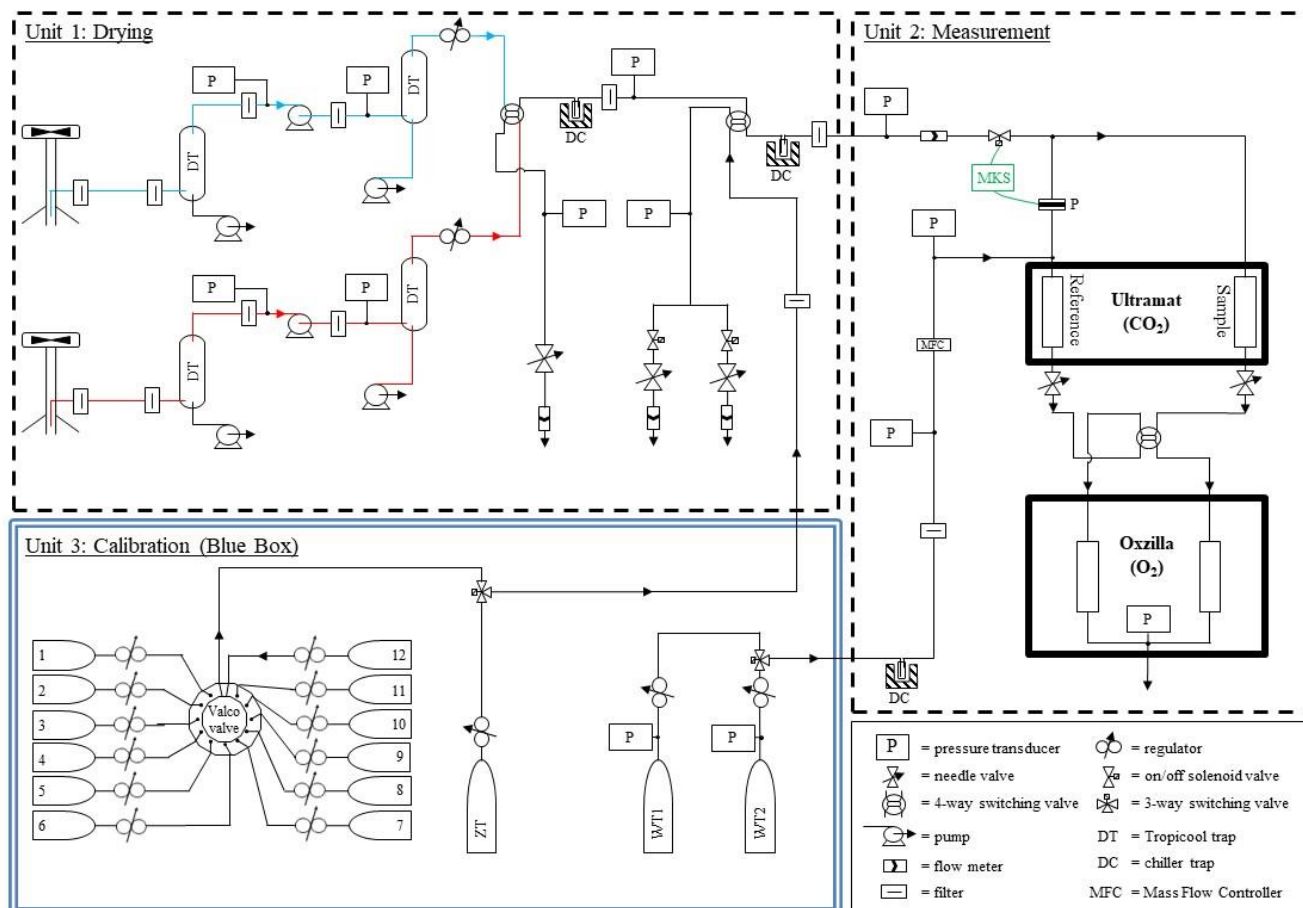 Unit 1: Drying
P
P
DT
DT
P
DC
P
DC
P
P
P
P
DT
DT
Unit 2: Measurement
P
MKS
P
P
Reference
Ultramat
(CO₂)
Sample
MFC
P
Oxzilla
(O₂)
P
Unit 3: Calibration (Blue Box)
1
2
3
4
5
6
Valco
valve
12
11
10
9
8
7
ZT
P
WT1
P
WT2
DC
P = pressure transducer
= needle valve
= 4-way switching valve
= pump
= flow meter
= filter
= regulator
= on/off solenoid valve
= 3-way switching valve
DT = Tropicool trap
DC = chiller trap
MFC = Mass Flow Controller